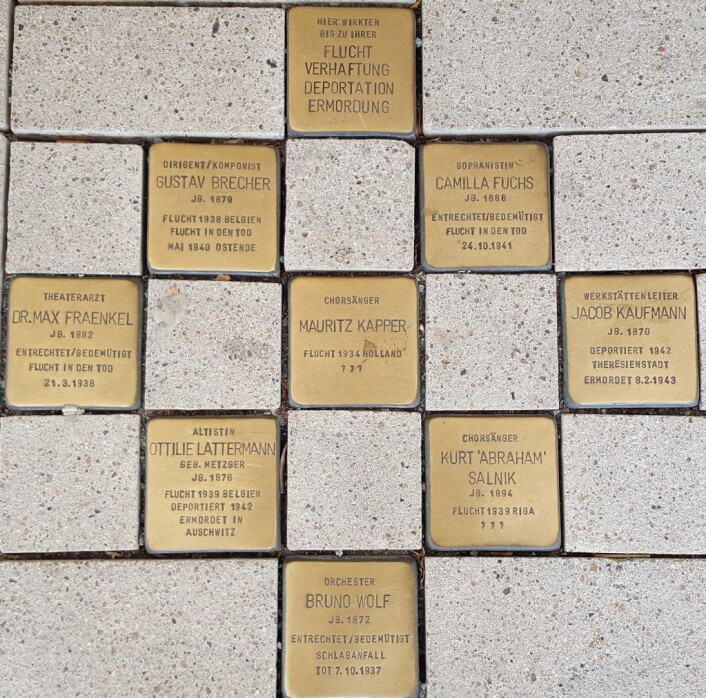 HIER WIRKTEN
BIS ZU IHRER
FLUCHT
VERHAFTUNG
DEPORTATION
ERMORDUNG
DIRIGENT/KOMPONIST
GUSTAV BRECHER
JG. 1879
FLUCHT 1938 BELGIEN
FLUCHT IN DEN TOD
MAI 1940 OSTENDE
SOPRANISTIN
CAMILLA FUCHS
JG. 1886
ENTRECHTET/GEDEMÜTIGT
FLUCHT IN DEN TOD
24.10.1941
THEATERARZT
DR. MAX FRAENKEL
JG. 1882
ENTRECHTET/GEDEMÜTIGT
FLUCHT IN DEN TOD
21.3.1938
CHORSÄNGER
MAURITZ KAPPER
FLUCHT 1934 HOLLAND
? ? ?
WERKSTÄTTENLEITER
JACOB KAUFMANN
JG. 1870
DEPORTIERT 1942
THERESIENSTADT
ERMORDET 8.2.1943
ALTISTIN
OTTILIE LATTERMANN
GEB. METZGER
JG. 1878
FLUCHT 1939 BELGIEN
DEPORTIERT 1942
ERMORDET IN
AUSCHWITZ
CHORSÄNGER
KURT 'ABRAHAM'
SALNIK
JG. 1894
FLUCHT 1939 RIGA
? ? ?
ORCHESTER
BRUNO WOLF
JG. 1872
ENTRECHTET/GEDEMÜTIGT
SCHLAGANFALL
TOT 7.10.1937